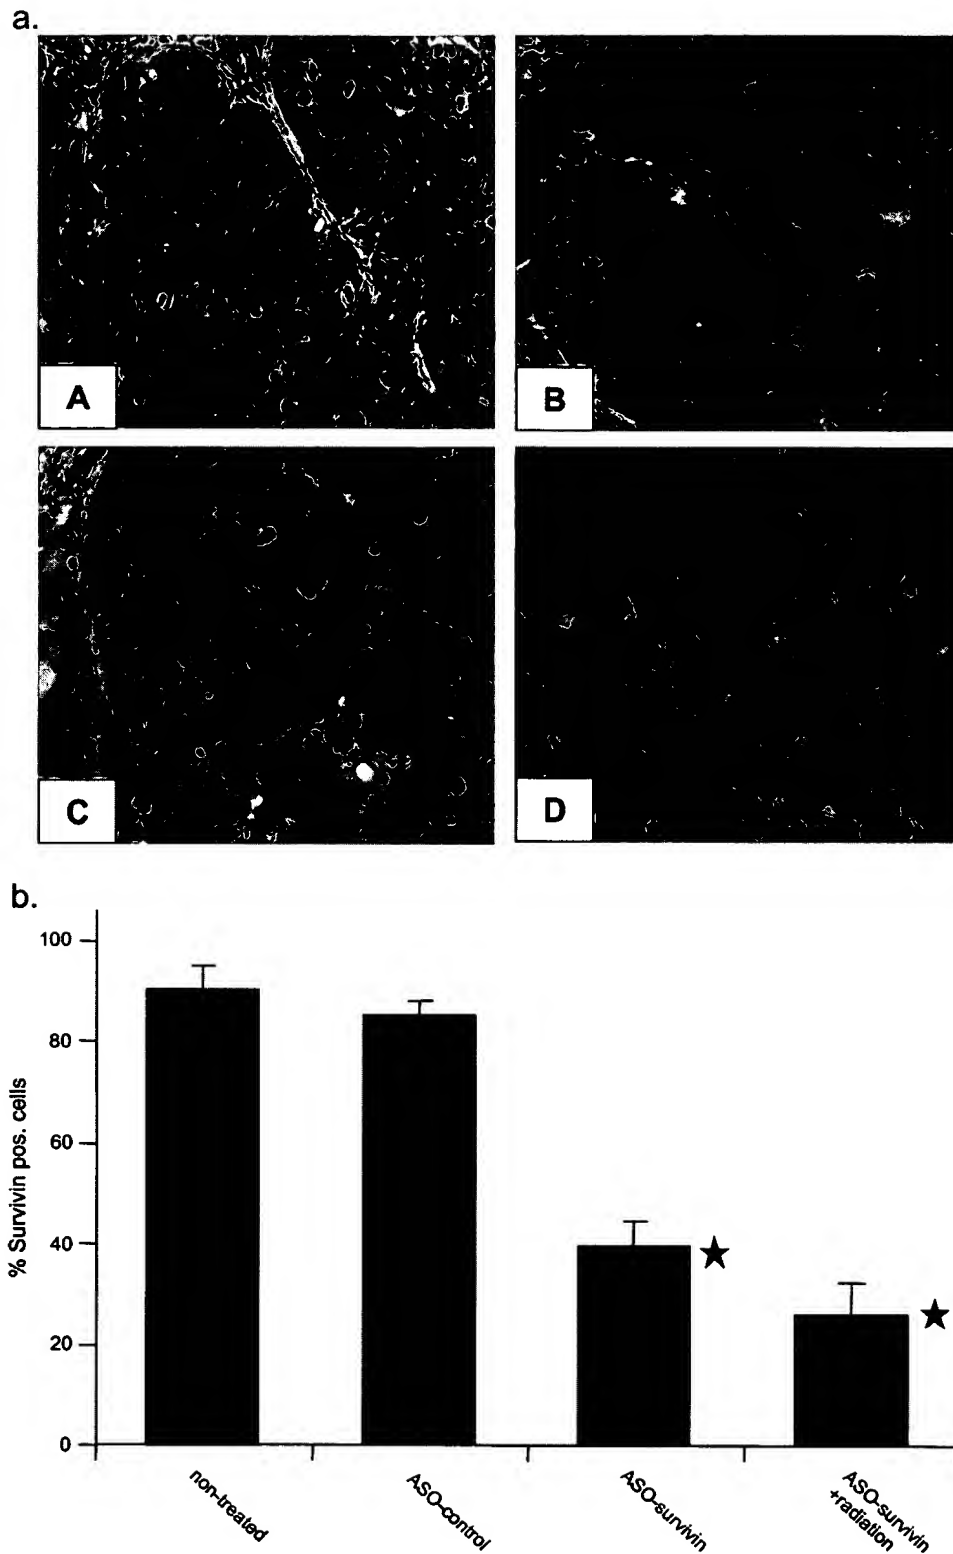 a.
A
B
C
D
b.
% Survivin pos. cells
100
80
60
40
20
0
non-treated
ASO-control
ASO-survivin
ASO-survivin
+radiation